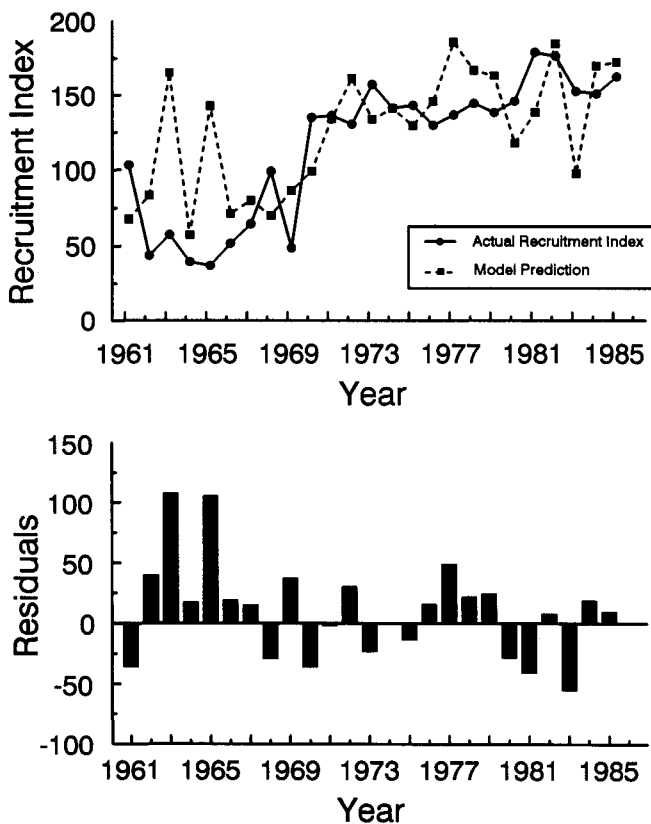 200
150
100
50
0
Recruitment Index
Actual Recruitment Index
Model Prediction
1961 1965 1969 1973 1977 1981 1985
Year
150
100
50
0
-50
-100
Residuals
1961 1965 1969 1973 1977 1981 1985
Year